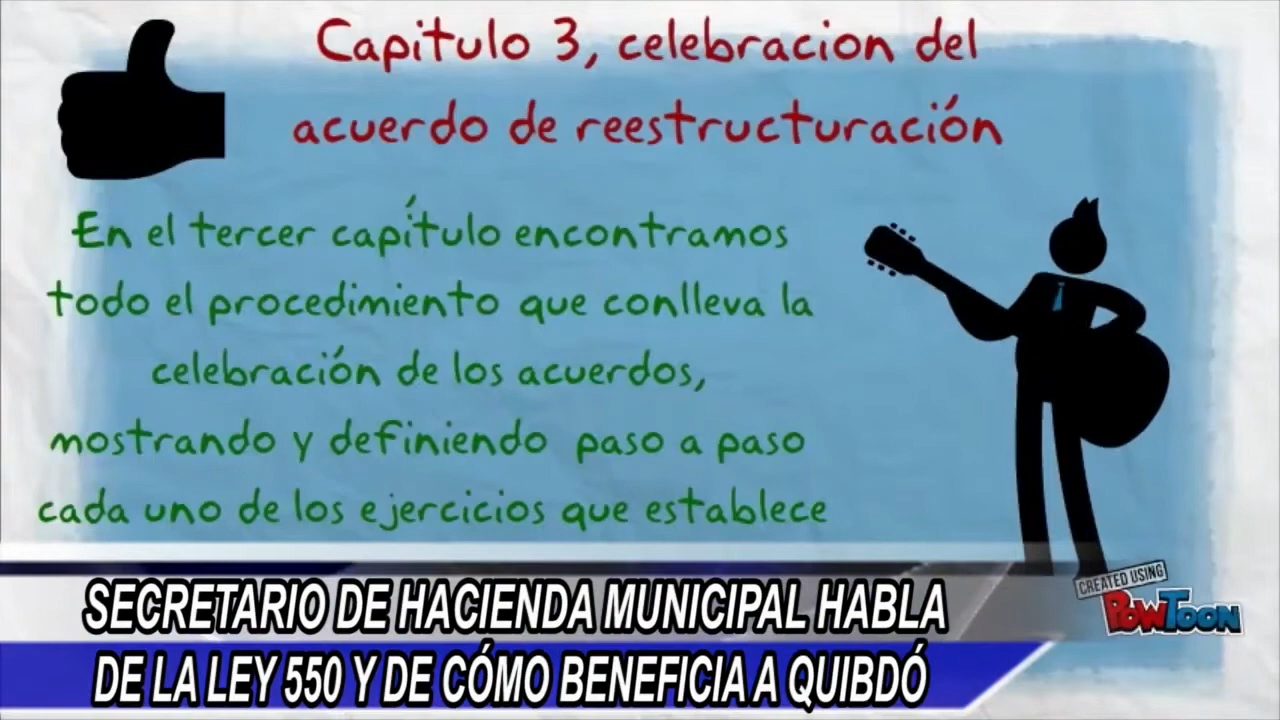 Capitulo 3, celebracion del
acuerdo de reestructuración
En el tercer capítulo encontramos
todo el procedimiento que conlleva la
celebración de los acuerdos,
mostrando y definiendo paso a paso
cada uno de los ejercicios que establece
CREATED USING
POWTOON
SECRETARIO DE HACIENDA MUNICIPAL HABLA
DE LA LEY 550 Y DE CÓMO BENEFICIA A QUIBDÓ